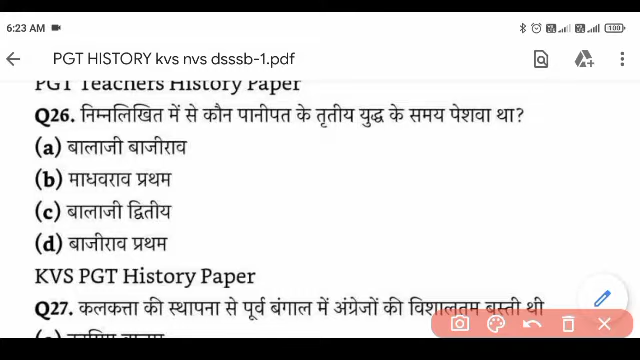 6:23 AM
100
PGT HISTORY kvs nvs dsssb-1.pdf
PGT Teachers History Paper
Q26. निम्नलिखित में से कौन पानीपत के तृतीय युद्ध के समय पेशवा था?
(a) बालाजी बाजीराव
(b) माधवराव प्रथम
(c) बालाजी द्वितीय
(d) बाजीराव प्रथम
KVS PGT History Paper
Q27. कलकत्ता की स्थापना से पूर्व बंगाल में अंग्रेजों की विशालतम बस्ती थी